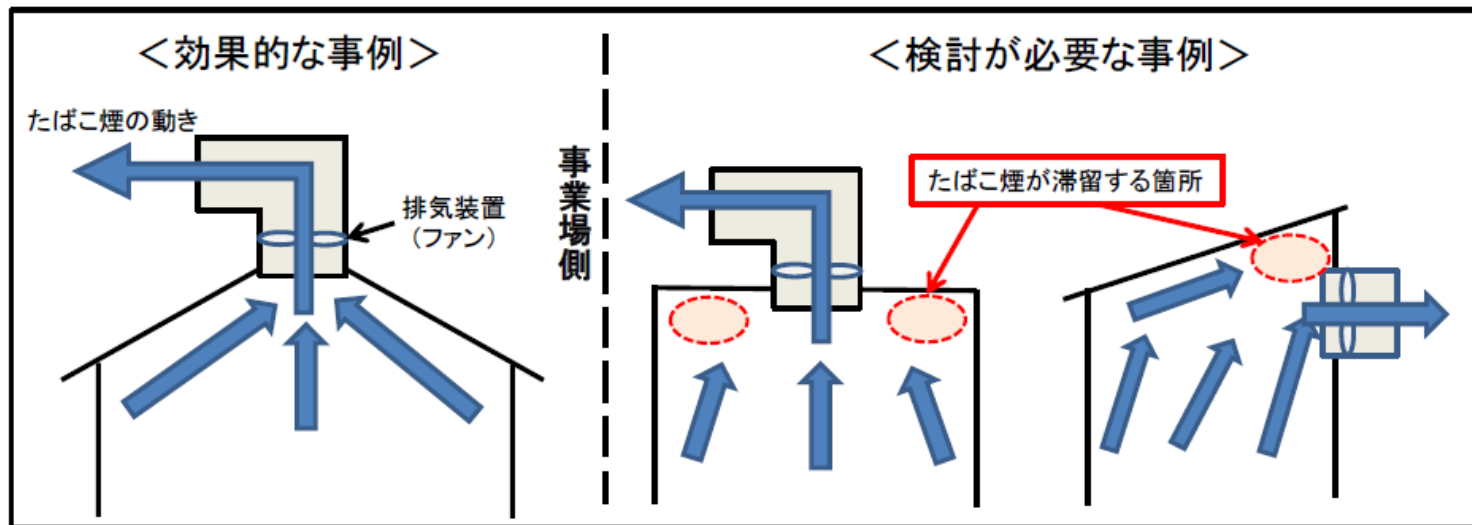 ＜効果的な事例＞
たばこ煙の動き
排気装置
（ファン）
事業場側
＜検討が必要な事例＞
たばこ煙が滞留する箇所